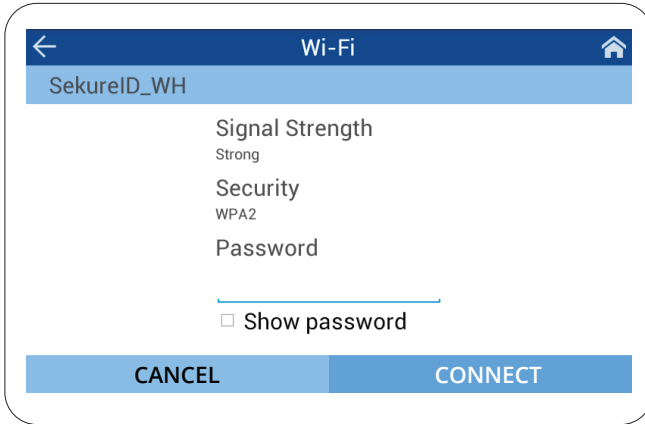 Wi-Fi
SekureID_WH
Signal Strength
Strong
Security
WPA2
Password
Show password
CANCEL
CONNECT